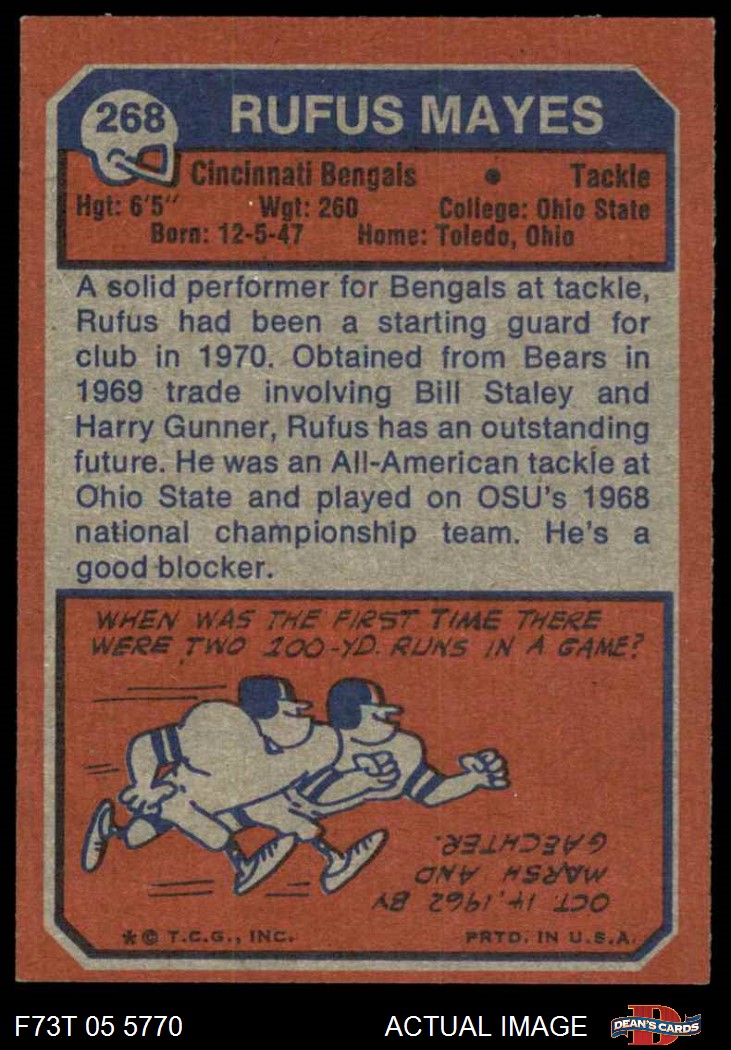 268
RUFUS MAYES
Cincinnati Bengals • Tackle
Hgt: 6'5" Wgt: 260 College: Ohio State
Born: 12-5-47 Home: Toledo, Ohio
A solid performer for Bengals at tackle,
Rufus had been a starting guard for
club in 1970. Obtained from Bears in
1969 trade involving Bill Staley and
Harry Gunner, Rufus has an outstanding
future. He was an All-American tackle at
Ohio State and played on OSU's 1968
national championship team. He's a
good blocker.
WHEN WAS THE FIRST TIME THERE
WERE TWO 100-YD. RUNS IN A GAME?
OCT. 14, 1962 BY
MARSH AND
GAECHTER.
*© T.C.G., INC. PRTD. IN U.S.A.
F73T 05 5770 ACTUAL IMAGE
D
DEAN'S CARDS